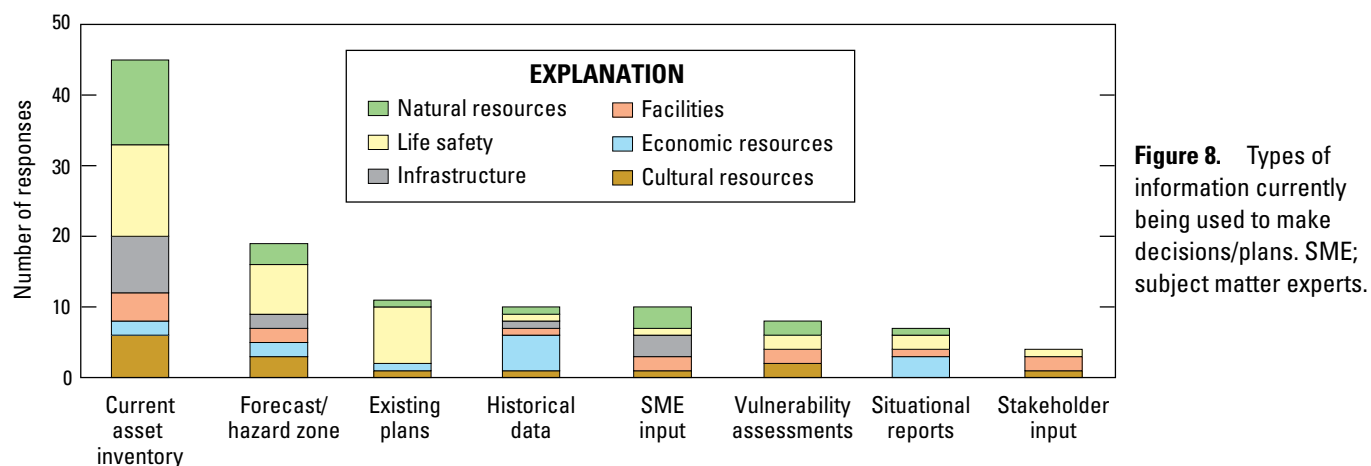 50
40
30
20
10
0
Number of responses
EXPLANATION
Natural resources
Life safety
Infrastructure
Facilities
Economic resources
Cultural resources
Current
asset
inventory
Forecast/
hazard zone
Existing
plans
Historical
data
SME
input
Vulnerability
assessments
Situational
reports
Stakeholder
input
Figure 8. Types of
information currently
being used to make
decisions/plans. SME;
subject matter experts.